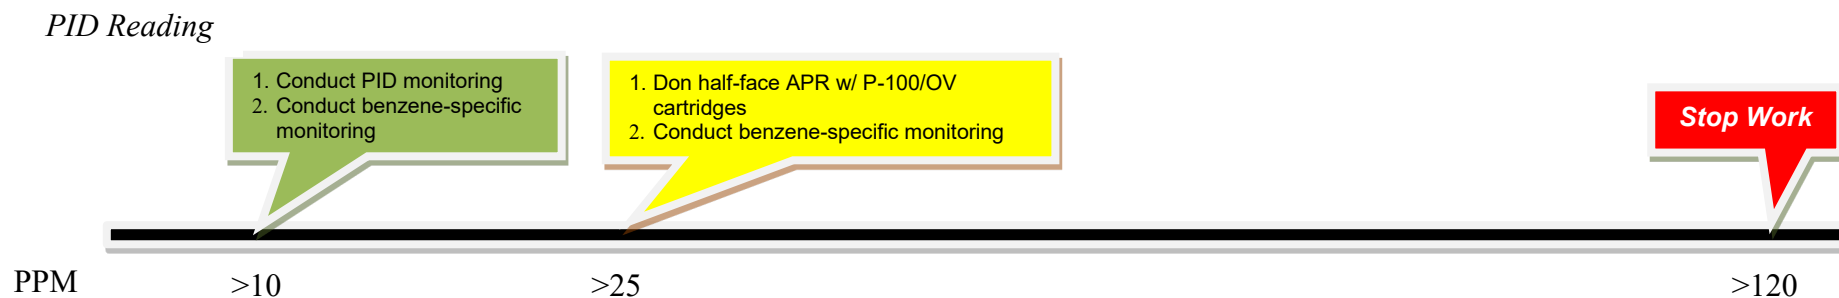 PID Reading
1. Conduct PID monitoring
2. Conduct benzene-specific
monitoring
1. Don half-face APR w/ P-100/OV
cartridges
2. Conduct benzene-specific monitoring
Stop Work
PPM >10 >25 >120